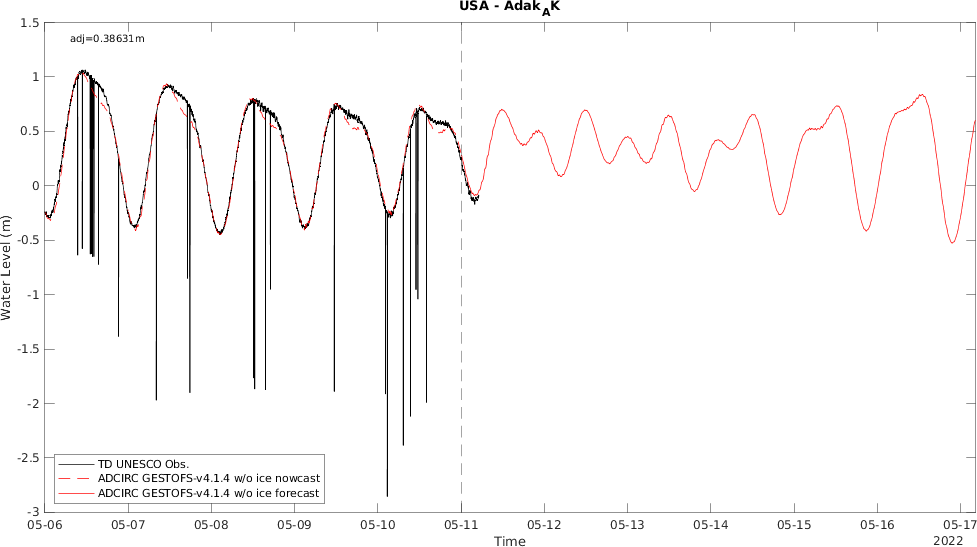 USA - Adak_AK
adj=0.38631m
1.5
1
0.5
0
-0.5
-1
-1.5
-2
-2.5
-3
Water Level (m)
TD UNESCO Obs.
ADCIRC GESTOFS-v4.1.4 w/o ice nowcast
ADCIRC GESTOFS-v4.1.4 w/o ice forecast
05-06 05-07 05-08 05-09 05-10 05-11 05-12 05-13 05-14 05-15 05-16 05-17
Time
2022